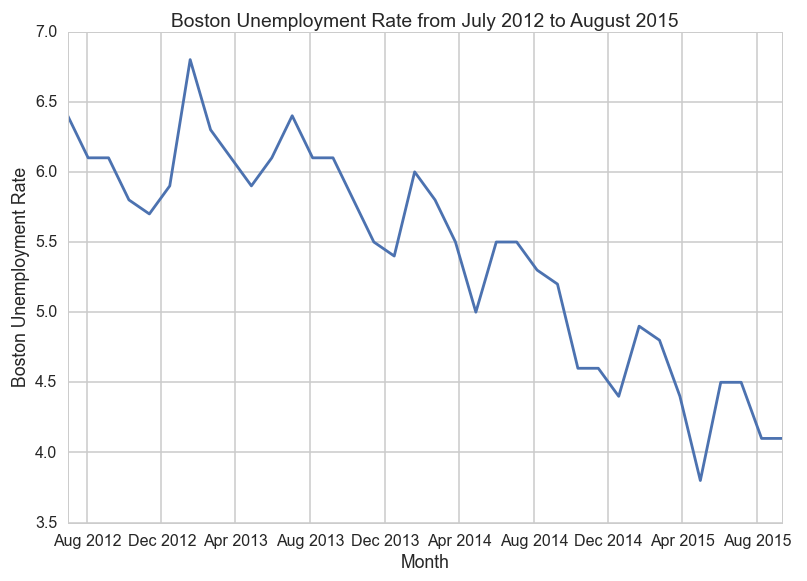 Boston Unemployment Rate from July 2012 to August 2015
7.0
6.5
6.0
5.5
5.0
4.5
4.0
3.5
Boston Unemployment Rate
Aug 2012 Dec 2012 Apr 2013 Aug 2013 Dec 2013 Apr 2014 Aug 2014 Dec 2014 Apr 2015 Aug 2015
Month